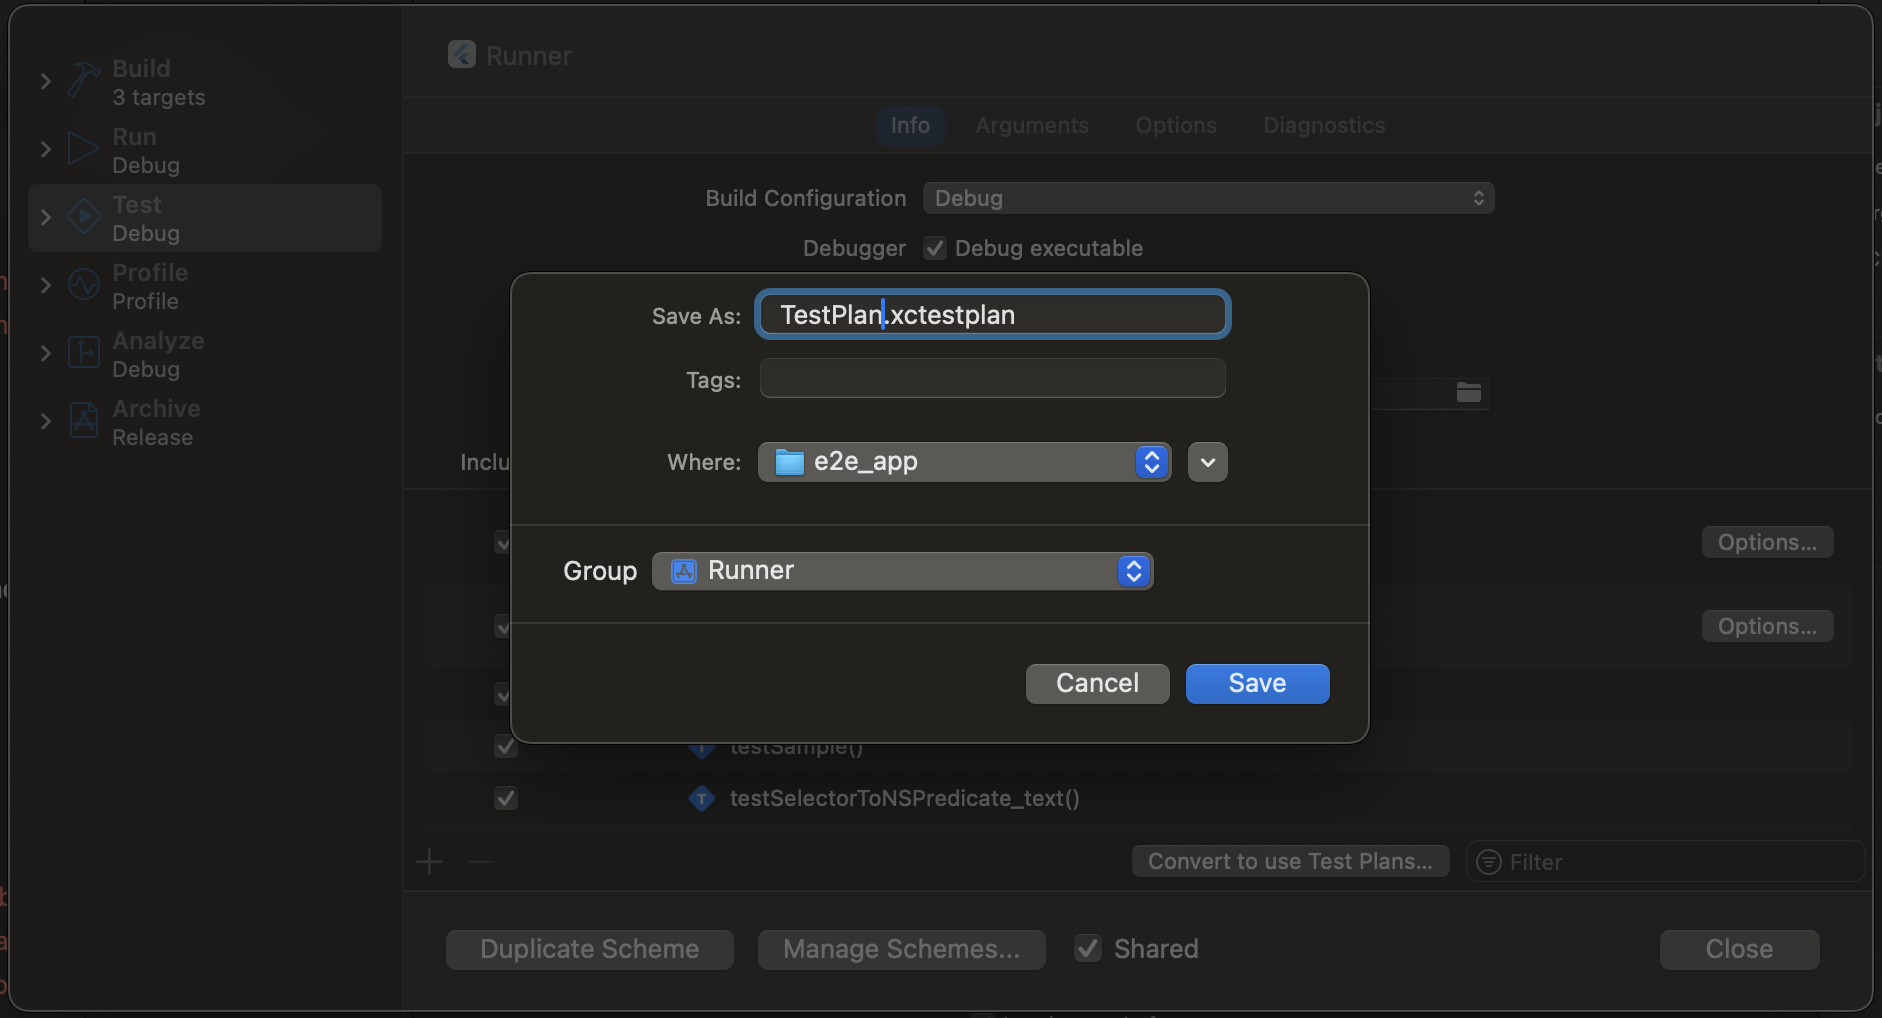 Build
3 targets
Run
Debug
Test
Debug
Profile
Profile
Analyze
Debug
Archive
Release
Runner
Info
Arguments
Options
Diagnostics
Build Configuration
Debug
Debugger
Debug executable
Save As:
TestPlan.xctestplan
Tags:
Where:
e2e_app
Group
Runner
Cancel
Save
Inclu
Options...
Options...
testSample()
testSelectorToNSPredicate_text()
Convert to use Test Plans...
Filter
Duplicate Scheme
Manage Schemes...
Shared
Close